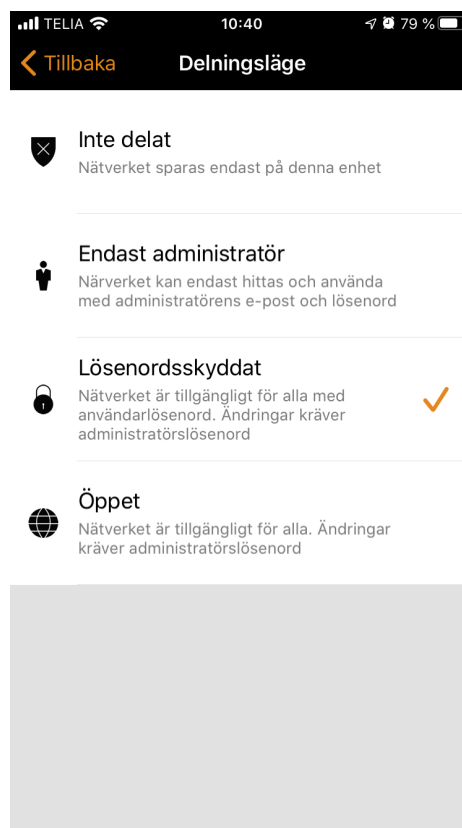 TELIA 10:40 79 %
Tillbaka Delningsläge
Inte delat
Nätverket sparas endast på denna enhet
Endast administratör
Närverket kan endast hittas och använda
med administratörens e-post och lösenord
Lösenordsskyddat
Nätverket är tillgängligt för alla med
användarlösenord. Ändringar kräver
administratörslösenord
Öppet
Nätverket är tillgängligt för alla. Ändringar
kräver administratörslösenord